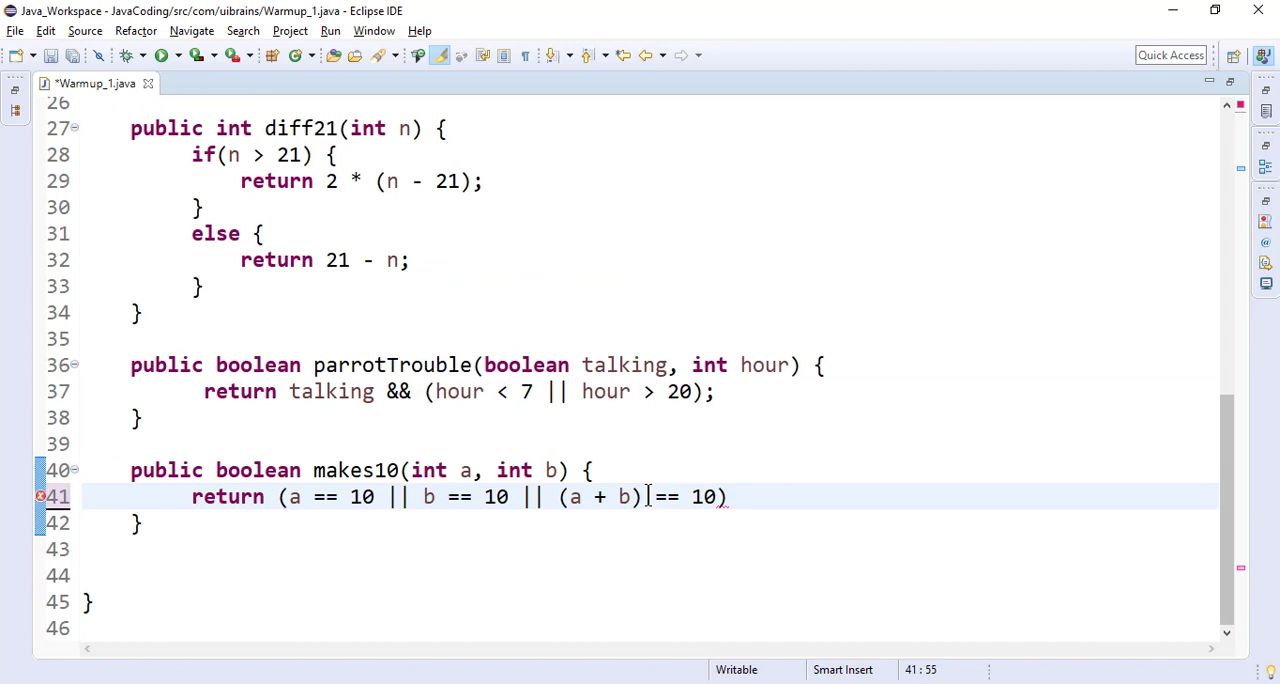 Java_Workspace - JavaCoding/src/com/uibrains/Warmup_1.java - Eclipse IDE
File Edit Source Refactor Navigate Search Project Run Window Help
Quick Access
*Warmup_1.java
26
27 public int diff21(int n) {
28 if(n > 21) {
29 return 2 * (n - 21);
30 }
31 else {
32 return 21 - n;
33 }
34 }
35
36 public boolean parrotTrouble(boolean talking, int hour) {
37 return talking && (hour < 7 || hour > 20);
38 }
39
40 public boolean makes10(int a, int b) {
41 return (a == 10 || b == 10 || (a + b) == 10)
42 }
43
44
45 }
46
Writable Smart Insert 41 : 55